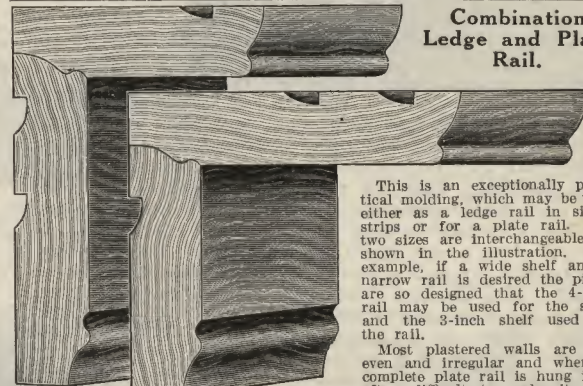 Combination
Ledge and Pla
Rail.
This is an exceptionally p
tical molding, which may be
either as a ledge rail in si
strips or for a plate rail.
two sizes are interchangeable
shown in the illustration.
example, if a wide shelf an
narrow rail is desired the p
are so designed that the 4-
rail may be used for the s
and the 3-inch shelf used
the rail.
Most plastered walls are
even and irregular and whe
complete plate rail is hung